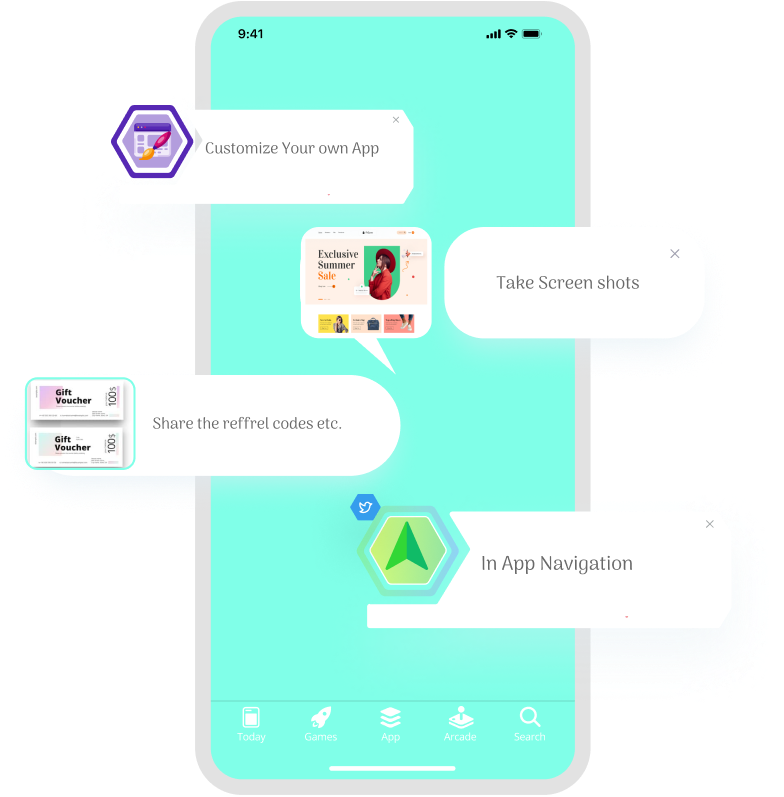 9:41
Customize Your own App
Exclusive
Summer
Sale
Take Screen shots
Gift
Voucher
100$
Gift
Voucher
100$
Share the reffrel codes etc.
In App Navigation
Today
Games
App
Arcade
Search